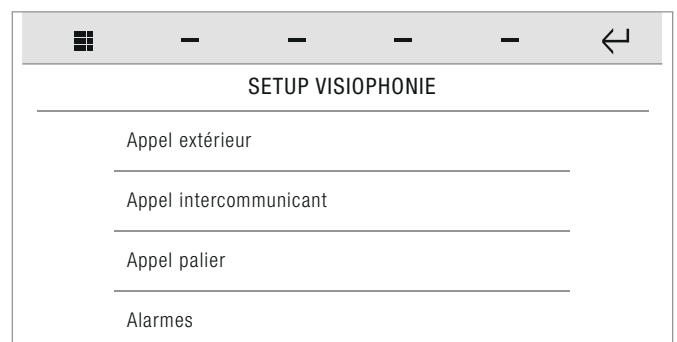 SETUP VISIOPHONIE
Appel extérieur
Appel intercommunicant
Appel palier
Alarmes